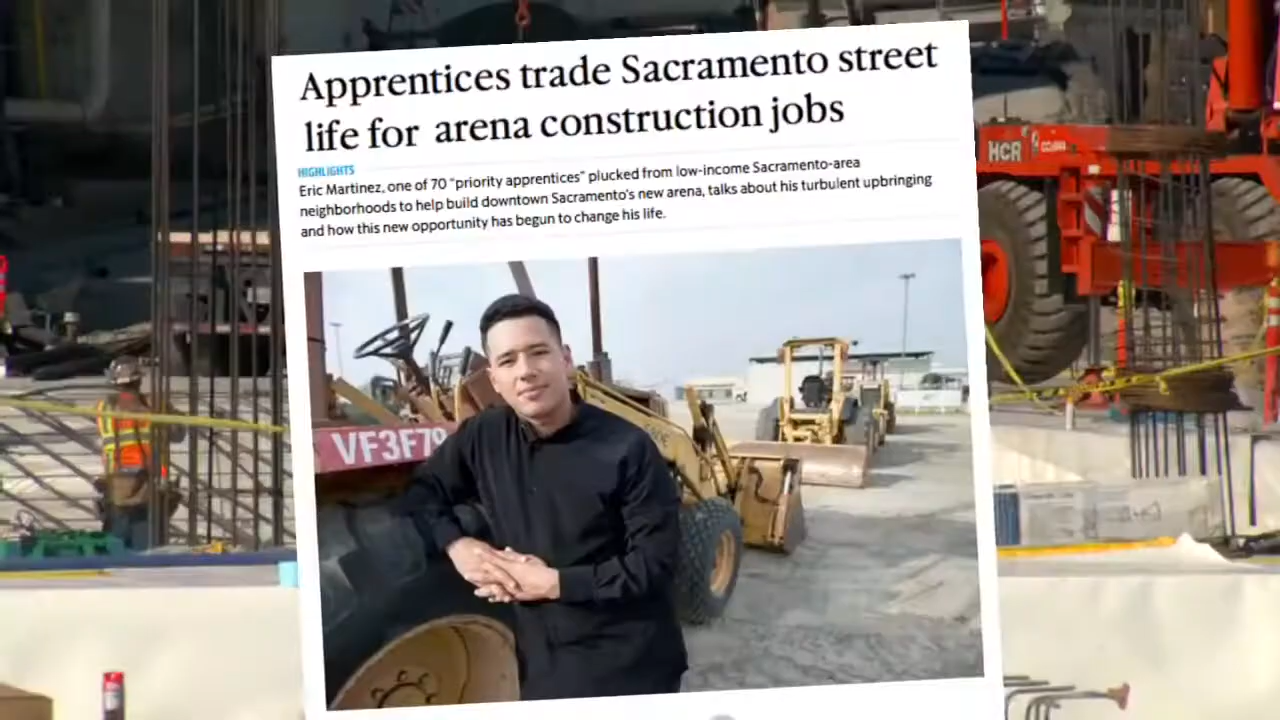 Apprentices trade Sacramento street
life for arena construction jobs
HIGHLIGHTS
Eric Martinez, one of 70 "priority apprentices" plucked from low-income Sacramento-area
neighborhoods to help build downtown Sacramento's new arena, talks about his turbulent upbringing
and how this new opportunity has begun to change his life.
VF3F79
HCR